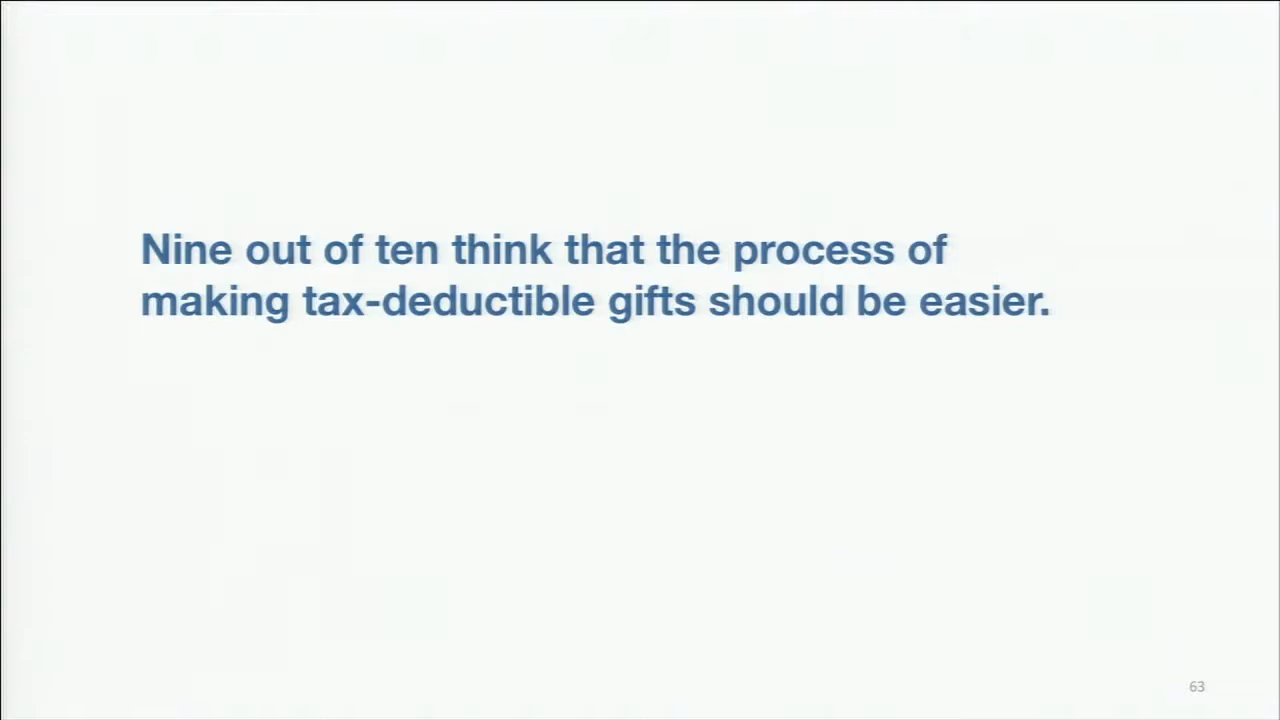 Nine out of ten think that the process of
making tax-deductible gifts should be easier.
63